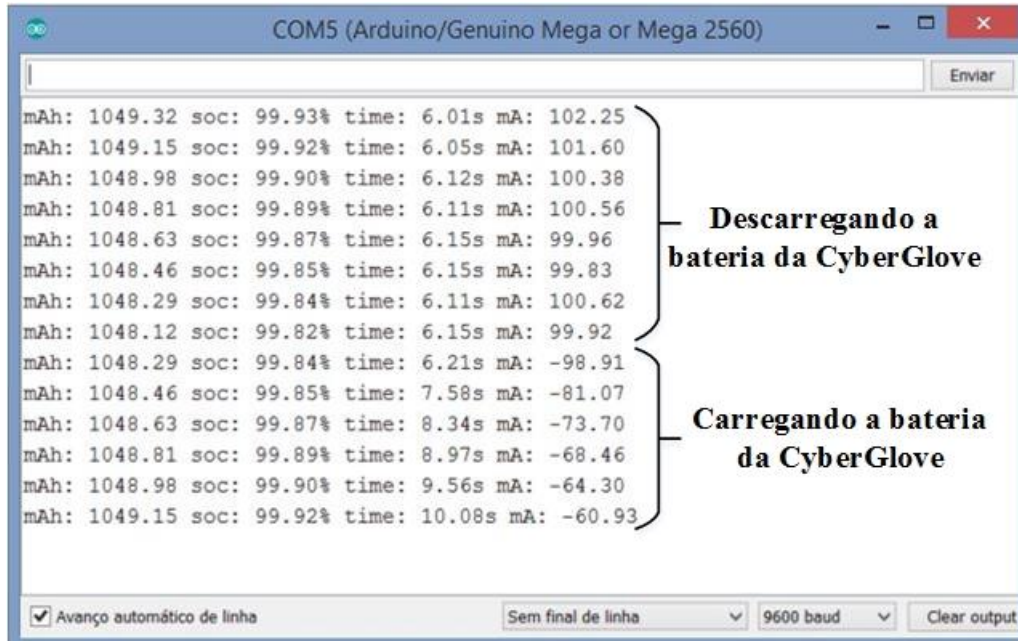 COM5 (Arduino/Genuino Mega or Mega 2560)
Enviar
mAh: 1049.32 soc: 99.93% time: 6.01s mA: 102.25
mAh: 1049.15 soc: 99.92% time: 6.05s mA: 101.60
mAh: 1048.98 soc: 99.90% time: 6.12s mA: 100.38
mAh: 1048.81 soc: 99.89% time: 6.11s mA: 100.56
mAh: 1048.63 soc: 99.87% time: 6.15s mA: 99.96
mAh: 1048.46 soc: 99.85% time: 6.15s mA: 99.83
mAh: 1048.29 soc: 99.84% time: 6.11s mA: 100.62
mAh: 1048.12 soc: 99.82% time: 6.15s mA: 99.92
mAh: 1048.29 soc: 99.84% time: 6.21s mA: -98.91
mAh: 1048.46 soc: 99.85% time: 7.58s mA: -81.07
mAh: 1048.63 soc: 99.87% time: 8.34s mA: -73.70
mAh: 1048.81 soc: 99.89% time: 8.97s mA: -68.46
mAh: 1048.98 soc: 99.90% time: 9.56s mA: -64.30
mAh: 1049.15 soc: 99.92% time: 10.08s mA: -60.93
Descarregando a
bateria da CyberGlove
Carregando a bateria
da CyberGlove
Avanço automático de linha
Sem final de linha
9600 baud
Clear output